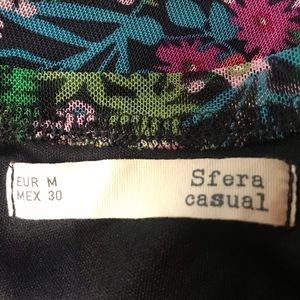 EUR M
MEX 30
Sfera
casual